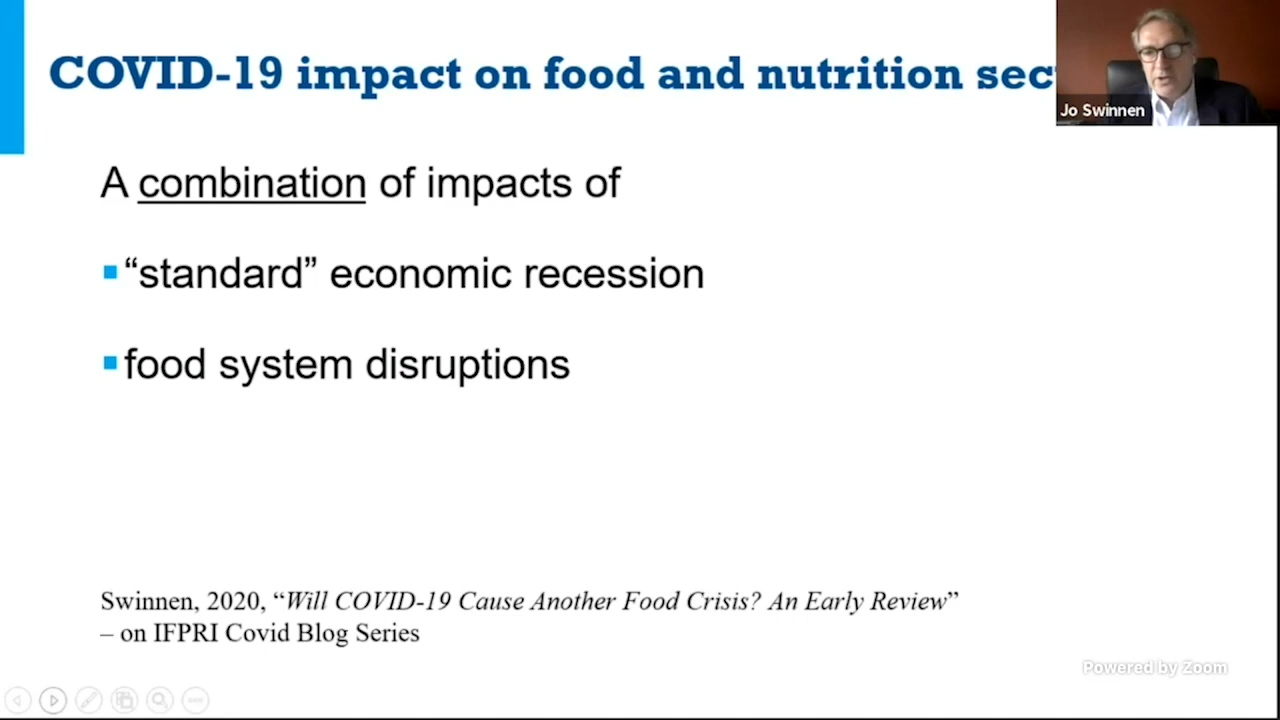 COVID-19 impact on food and nutrition
Jo Swinnen
A combination of impacts of
▪“standard” economic recession
▪food system disruptions
Swinnen, 2020, “Will COVID-19 Cause Another Food Crisis? An Early Review”
– on IFPRI Covid Blog Series
Powered by Zoom